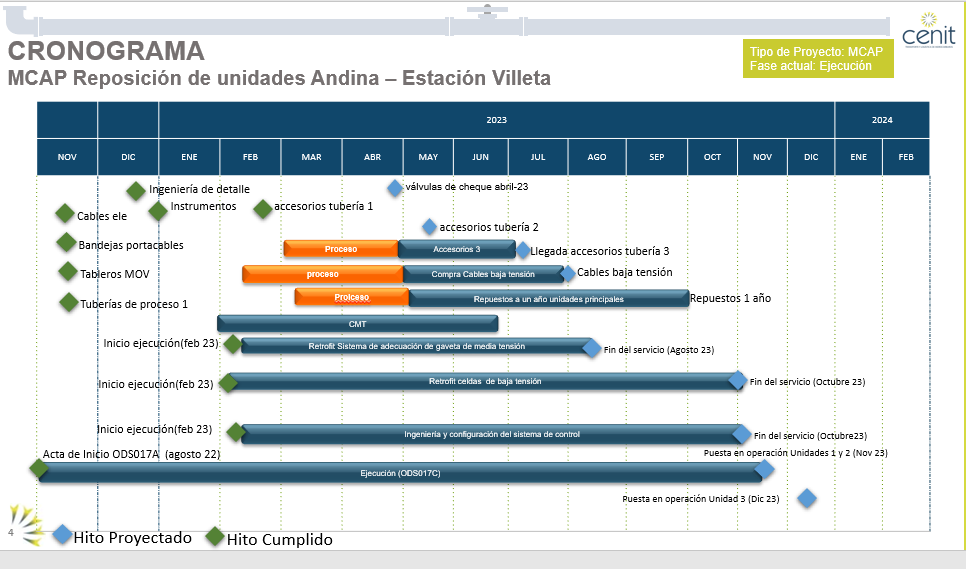 cenit
CRONOGRAMA
MCAP Reposición de unidades Andina – Estación Villeta
Tipo de Proyecto: MCAP
Fase actual: Ejecución
2023
2024
NOV
DIC
ENE
FEB
MAR
ABR
MAY
JUN
JUL
AGO
SEP
OCT
NOV
DIC
ENE
FEB
Ingeniería de detalle
válvulas de cheque abril-23
Instrumentos
accesorios tubería 1
Cables ele
accesorios tubería 2
Bandejas portacables
Proceso
Accesorios 3
Llegada accesorios tubería 3
Tableros MOV
proceso
Compra Cables baja tensión
Cables baja tensión
Tuberías de proceso 1
Prolceso
Repuestos a un año unidades principales
Repuestos 1 año
CMT
Inicio ejecución(feb 23)
Retrofit Sistema de adecuación de gaveta de media tensión
Fin del servicio (Agosto 23)
Inicio ejecución(feb 23)
Retrofit celdas de baja tensión
Fin del servicio (Octubre 23)
Inicio ejecución(feb 23)
Ingeniería y configuración del sistema de control
Fin del servicio (Octubre23)
Acta de Inicio ODS017A (agosto 22)
Puesta en operación Unidades 1 y 2 (Nov 23)
Ejecución (ODS017C)
Puesta en operación Unidad 3 (Dic 23)
4
Hito Proyectado
Hito Cumplido